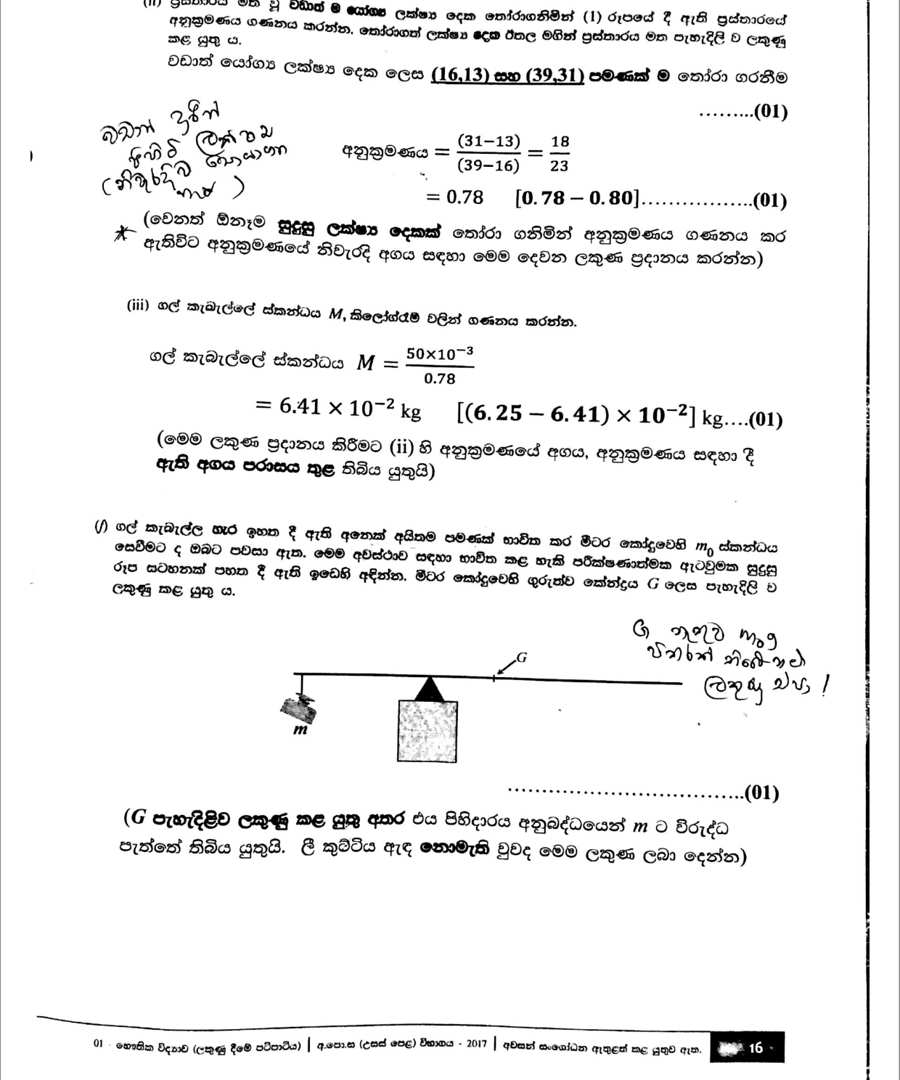 (ii) ප්‍රස්තාරය මත වූ වඩාත් ම යෝග්‍ය ලක්ෂ්‍ය දෙක තෝරාගනිමින් (1) රූපයේ දී ඇති ප්‍රස්තාරයේ
අනුක්‍රමණය ගණනය කරන්න. තෝරාගත් ලක්ෂ්‍ය දෙක ඊතල මගින් ප්‍රස්තාරය මත පැහැදිලි ව ලකුණු
කළ යුතු ය.
වඩාත් යෝග්‍ය ලක්ෂ්‍ය දෙක ලෙස (16,13) සහ (39,31) පමණක් ම තෝරා ගරනීම
.........(01)
වඩාත් දුරින්
පිහිටි
(නිවැරදිව
අනුක්‍රමණය = (31−13)/(39−16) = 18/23
= 0.78 [0.78 − 0.80]..................(01)
(වෙනත් ඕනෑම සුදුසු ලක්ෂ්‍ය දෙකක් තෝරා ගනිමින් අනුක්‍රමණය ගණනය කර
ඇතිවිට අනුක්‍රමණයේ නිවැරදි අගය සඳහා මෙම දෙවන ලකුණ ප්‍රදානය කරන්න)
(iii) ගල් කැබැල්ලේ ස්කන්ධය M, කිලෝග්රෑම් වලින් ගණනය කරන්න.
ගල් කැබැල්ලේ ස්කන්ධය M = 50×10⁻³/0.78
= 6.41 × 10⁻² kg [(6.25 − 6.41) × 10⁻²] kg....(01)
(මෙම ලකුණ ප්‍රදානය කිරීමට (ii) හි අනුක්‍රමණයේ අගය, අනුක්‍රමණය සඳහා දී
ඇති අගය පරාසය තුළ තිබිය යුතුයි)
(f) ගල් කැබැල්ල හැර ඉහත දී ඇති අනෙක් අයිතම පමණක් භාවිත කර මීටර කෝදුවෙහි m₀ ස්කන්ධය
සෙවීමට ද ඔබට පවසා ඇත. මෙම අවස්ථාව සඳහා භාවිත කළ හැකි පරීක්ෂණාත්මක ඇටවුමක සුදුසු
රූප සටහනක් පහත දී ඇති ඉඩෙහි අඳින්න. මීටර කෝදුවෙහි ගුරුත්ව කේන්ද්‍රය G ලෙස පැහැදිලි ව
ලකුණු කළ යුතු ය.
G නැතුව m₀g
ලකුණු එපා !
G
m
..................................(01)
(G පැහැදිළිව ලකුණු කළ යුතු අතර එය පිහිදාරය අනුබද්ධයෙන් m ට විරුද්ධ
පැත්තේ තිබිය යුතුයි. ලී කුට්ටිය ඇඳ නොමැති වුවද මෙම ලකුණ ලබා දෙන්න)
01 - භෞතික විද්‍යාව (ලකුණු දීමේ පටිපාටිය) | අ.පො.ස (උසස් පෙළ) විභාගය - 2017 | අවසන් සංශෝධන ඇතුළත් කළ යුතුව ඇත. 16 -